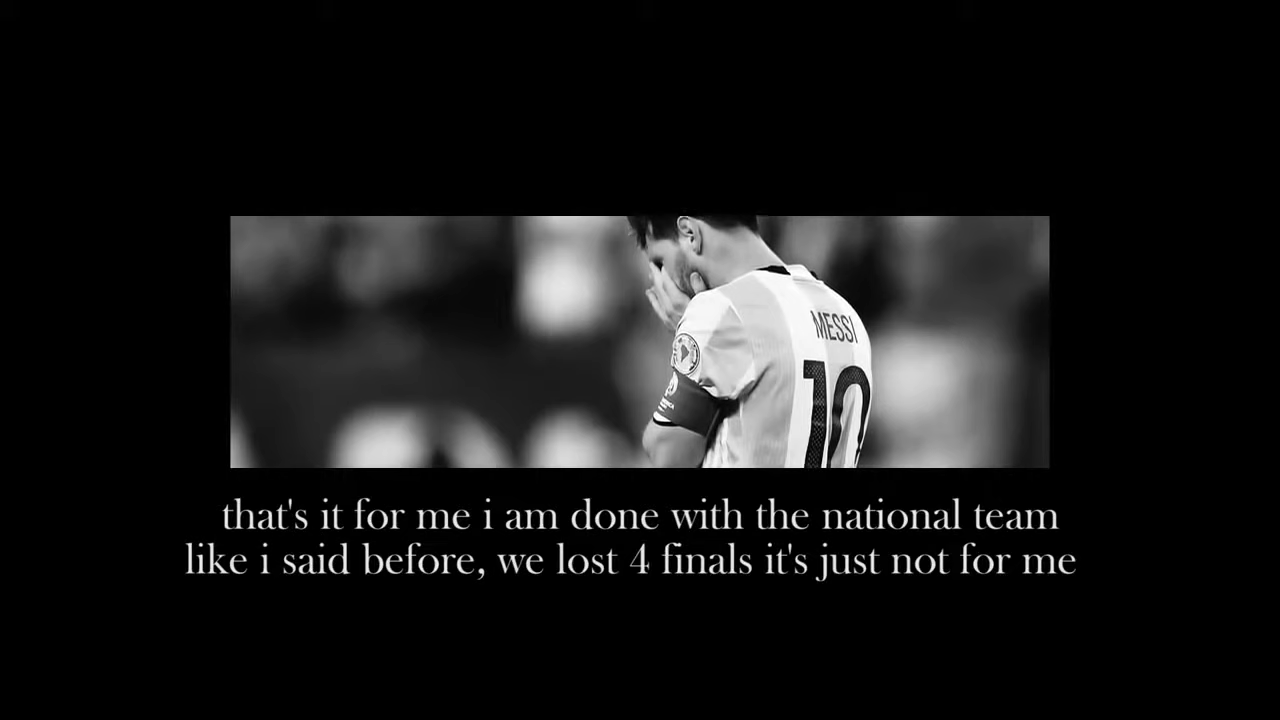 MESSI
10
that's it for me i am done with the national team
like i said before, we lost 4 finals it's just not for me